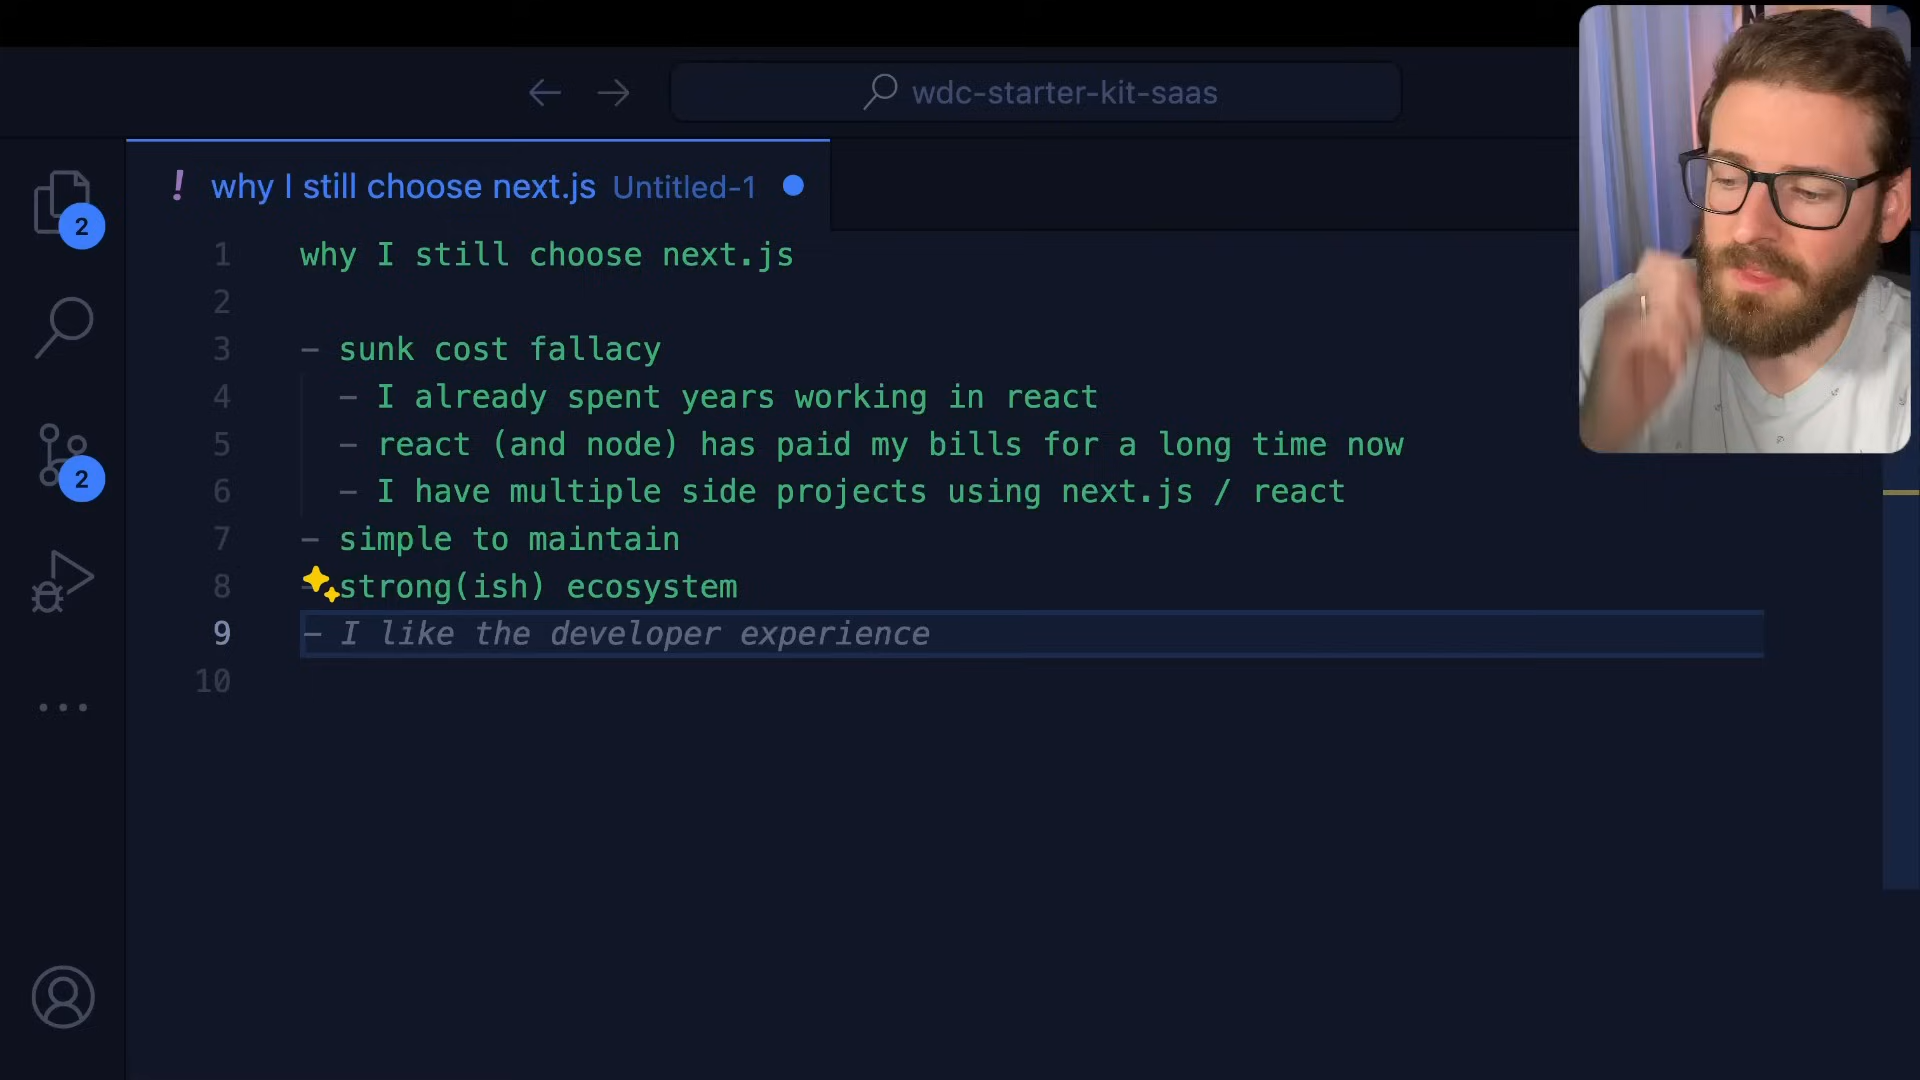 wdc-starter-kit-saas
! why I still choose next.js Untitled-1
2
2
1 why I still choose next.js
2
3 - sunk cost fallacy
4 - I already spent years working in react
5 - react (and node) has paid my bills for a long time now
6 - I have multiple side projects using next.js / react
7 - simple to maintain
8 - strong(ish) ecosystem
9 - I like the developer experience
10